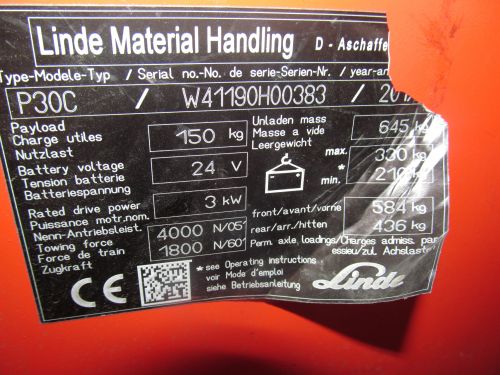 Linde Material Handling D - Aschaffe
Type-Modele-Typ / Serial no.-No. de serie-Serien-Nr. / year-an
P30C / W41190H00383 / 201
Payload
Charge utiles 150 kg
Nutzlast
Battery voltage
Tension batterie 24 V
Batteriespannung
Rated drive power
Puissance motr.nom. 3 kW
Nenn-Antriebsleist.
Towing force 4000 N/05'
Force de train 1800 N/60'
Zugkraft
Unladen mass
Masse a vide 645 kg
Leergewicht
max. 330 kg
*
min. 210 kg
front/avant/vorne 584 kg
rear/arr./hitten 436 kg
Perm. axle loadings/Charges admiss. par
essieu/zul. Achslaste
*see Operating instructions
voir Mode d'emploi
siehe Betriebsanleitung
CE
Linde